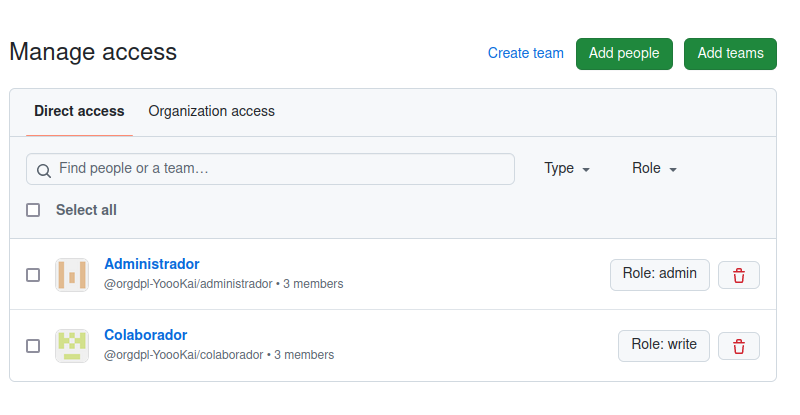 Manage access
Create team
Add people
Add teams
Direct access
Organization access
Find people or a team...
Type
Role
Select all
Administrador
@orgdpl-YoooKai/administrador • 3 members
Role: admin
Colaborador
@orgdpl-YoooKai/colaborador • 3 members
Role: write